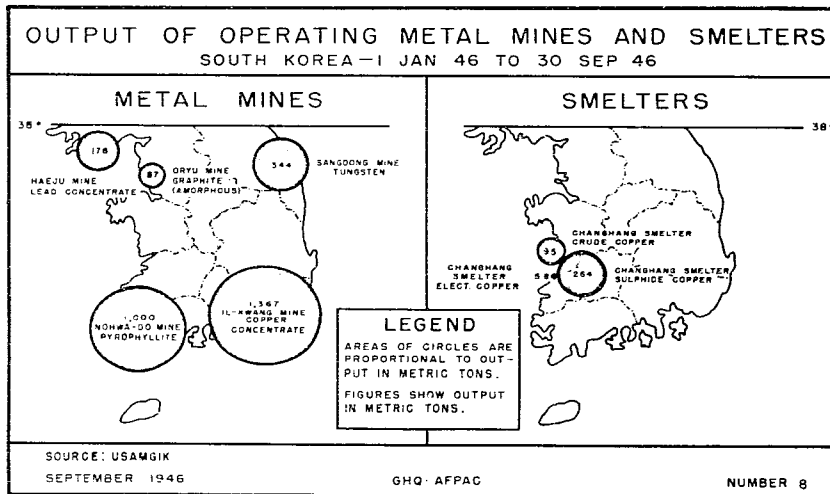 OUTPUT OF OPERATING METAL MINES AND SMELTERS
SOUTH KOREA—1 JAN 46 TO 30 SEP 46
METAL MINES
38°
176
HAEJU MINE
LEAD CONCENTRATE
87
ORYU MINE
GRAPHITE
(AMORPHOUS)
344
SANGDONG MINE
TUNGSTEN
1,000
NOHWA-DO MINE
PYROPHYLLITE
1,367
IL-KWANG MINE
COPPER
CONCENTRATE
SMELTERS
38°
95
CHANGHANG SMELTER
CRUDE COPPER
CHANGHANG
SMELTER
ELECT. COPPER
264
CHANGHANG SMELTER
SULPHIDE COPPER
LEGEND
AREAS OF CIRCLES ARE
PROPORTIONAL TO OUT-
PUT IN METRIC TONS.
FIGURES SHOW OUTPUT
IN METRIC TONS.
SOURCE: USAMGIK
SEPTEMBER 1946
GHQ-AFPAC
NUMBER 8